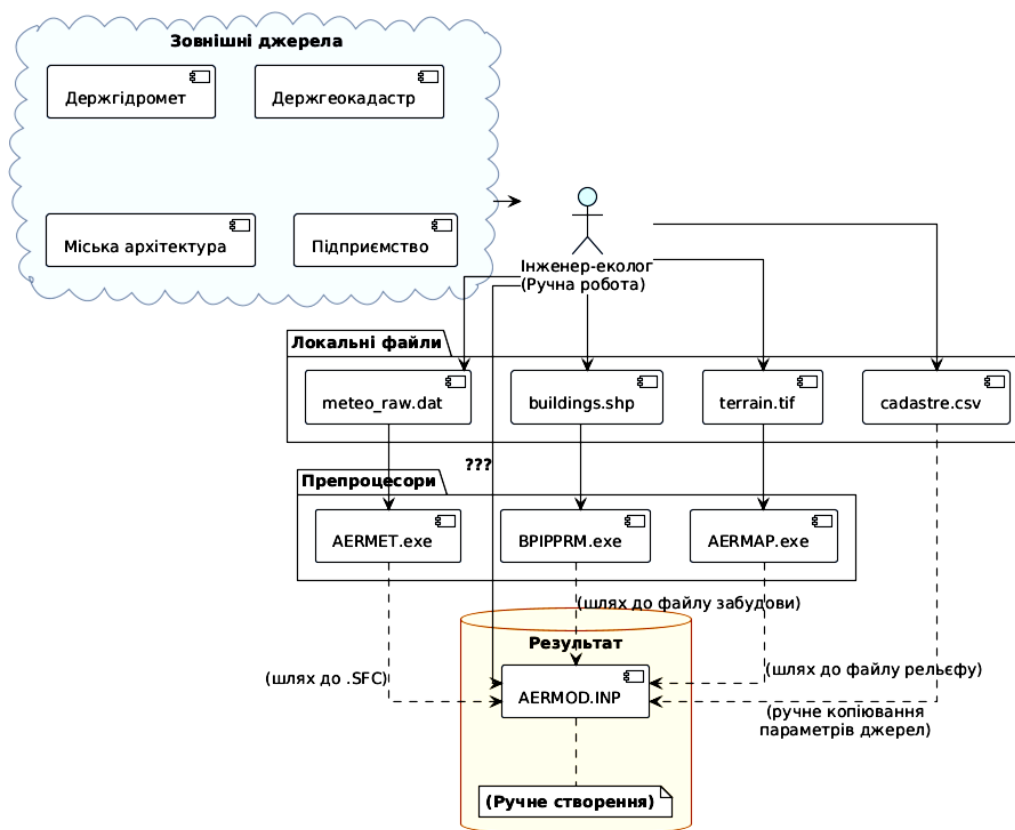 Зовнішні джерела
Держгідромет
Держгеокадастр
Міська архітектура
Підприємство
Інженер-еколог
(Ручна робота)
Локальні файли
meteo_raw.dat
buildings.shp
terrain.tif
cadastre.csv
???
Препроцесори
AERMET.exe
BPIPPRM.exe
AERMAP.exe
(шлях до файлу забудови)
Результат
(шлях до .SFC)
AERMOD.INP
(шлях до файлу рельєфу)
(ручне копіювання
параметрів джерел)
(Ручне створення)